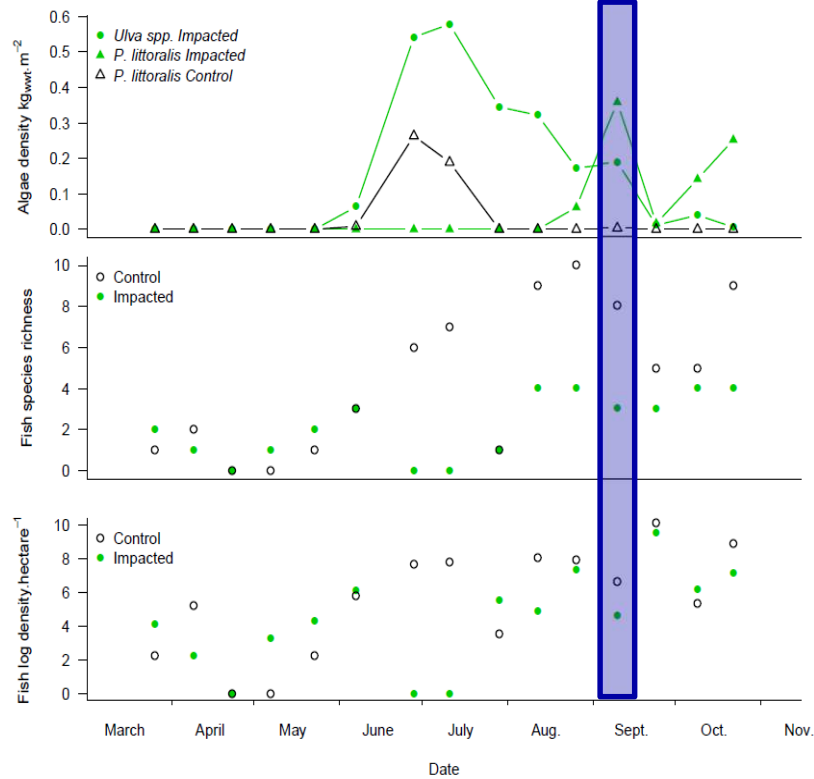 Algae density kg_wwt.m⁻²
0.6
0.5
0.4
0.3
0.2
0.1
0.0
Ulva spp. Impacted
P. littoralis Impacted
P. littoralis Control
Fish species richness
10
8
6
4
2
0
Control
Impacted
Fish log density.hectare⁻¹
10
8
6
4
2
0
Control
Impacted
March April May June July Aug. Sept. Oct. Nov.
Date